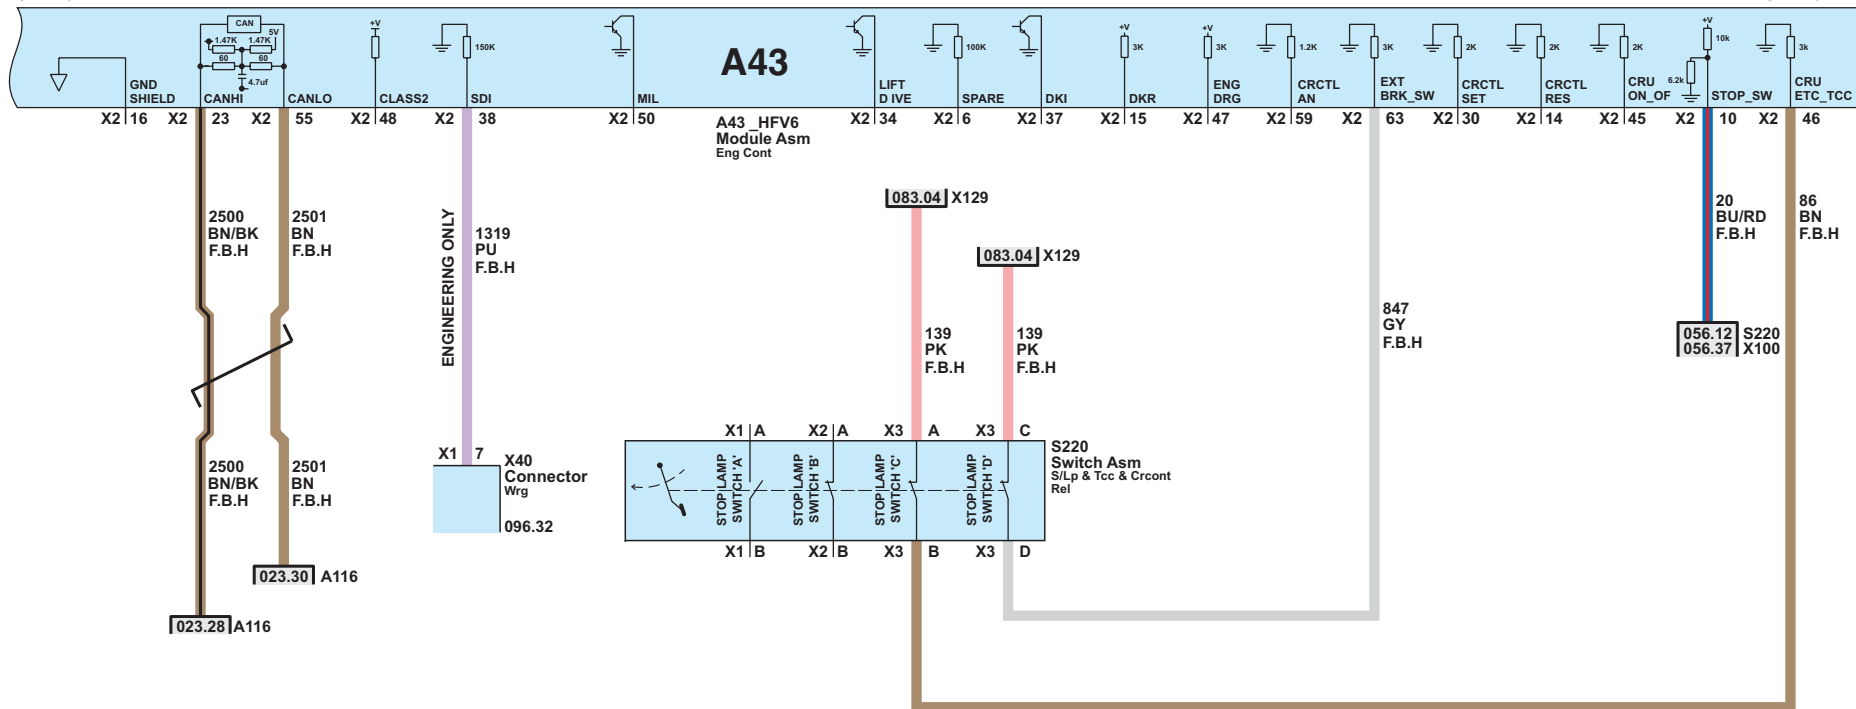 CAN
5V
1.47K
1.47K
60
60
4.7uf
+V
150K
100K
+V
3K
+V
3K
1.2K
3K
2K
2K
2K
+V
10k
6.2k
3k
A43
GND
SHIELD
CANHI
CANLO
CLASS2
SDI
MIL
LIFT
D IVE
SPARE
DKI
DKR
ENG
DRG
CRCTL
AN
EXT
BRK_SW
CRCTL
SET
CRCTL
RES
CRU
ON_OF
STOP_SW
CRU
ETC_TCC
X2 16
X2 23
X2 55
X2 48
X2 38
X2 50
X2 34
X2 6
X2 37
X2 15
X2 47
X2 59
X2 63
X2 30
X2 14
X2 45
X2 10
X2 46
A43 _HFV6
Module Asm
Eng Cont
083.04 X129
083.04 X129
2500
BN/BK
F.B.H
2501
BN
F.B.H
ENGINEERING ONLY
1319
PU
F.B.H
20
BU/RD
F.B.H
86
BN
F.B.H
139
PK
F.B.H
139
PK
F.B.H
847
GY
F.B.H
056.12 S220
056.37 X100
2500
BN/BK
F.B.H
2501
BN
F.B.H
X1 7
X40
Connector
Wrg
096.32
X1 A
X2 A
X3 A
X3 C
S220
Switch Asm
S/Lp & Tcc & Crcont
Rel
STOP LAMP
SWITCH 'A'
STOP LAMP
SWITCH 'B'
STOP LAMP
SWITCH 'C'
STOP LAMP
SWITCH 'D'
X1 B
X2 B
X3 B
X3 D
023.30 A116
023.28 A116